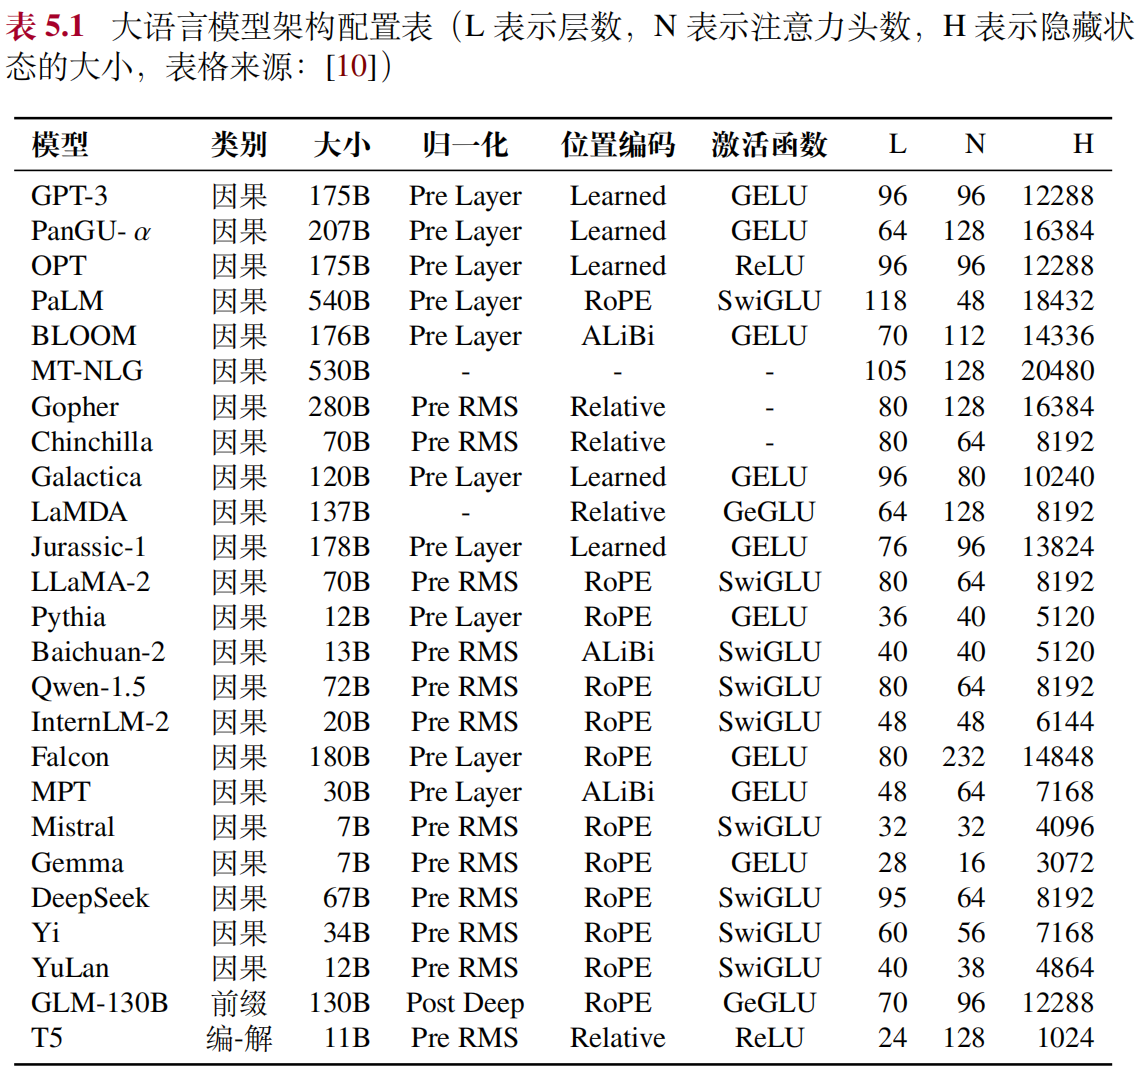 表 5.1 大语言模型架构配置表（L 表示层数，N 表示注意力头数，H 表示隐藏状
态的大小，表格来源：[10]）
模型 类别 大小 归一化 位置编码 激活函数 L N H
GPT-3 因果 175B Pre Layer Learned GELU 96 96 12288
PanGU- α 因果 207B Pre Layer Learned GELU 64 128 16384
OPT 因果 175B Pre Layer Learned ReLU 96 96 12288
PaLM 因果 540B Pre Layer RoPE SwiGLU 118 48 18432
BLOOM 因果 176B Pre Layer ALiBi GELU 70 112 14336
MT-NLG 因果 530B - - - 105 128 20480
Gopher 因果 280B Pre RMS Relative - 80 128 16384
Chinchilla 因果 70B Pre RMS Relative - 80 64 8192
Galactica 因果 120B Pre Layer Learned GELU 96 80 10240
LaMDA 因果 137B - Relative GeGLU 64 128 8192
Jurassic-1 因果 178B Pre Layer Learned GELU 76 96 13824
LLaMA-2 因果 70B Pre RMS RoPE SwiGLU 80 64 8192
Pythia 因果 12B Pre Layer RoPE GELU 36 40 5120
Baichuan-2 因果 13B Pre RMS ALiBi SwiGLU 40 40 5120
Qwen-1.5 因果 72B Pre RMS RoPE SwiGLU 80 64 8192
InternLM-2 因果 20B Pre RMS RoPE SwiGLU 48 48 6144
Falcon 因果 180B Pre Layer RoPE GELU 80 232 14848
MPT 因果 30B Pre Layer ALiBi GELU 48 64 7168
Mistral 因果 7B Pre RMS RoPE SwiGLU 32 32 4096
Gemma 因果 7B Pre RMS RoPE GELU 28 16 3072
DeepSeek 因果 67B Pre RMS RoPE SwiGLU 95 64 8192
Yi 因果 34B Pre RMS RoPE SwiGLU 60 56 7168
YuLan 因果 12B Pre RMS RoPE SwiGLU 40 38 4864
GLM-130B 前缀 130B Post Deep RoPE GeGLU 70 96 12288
T5 编-解 11B Pre RMS Relative ReLU 24 128 1024